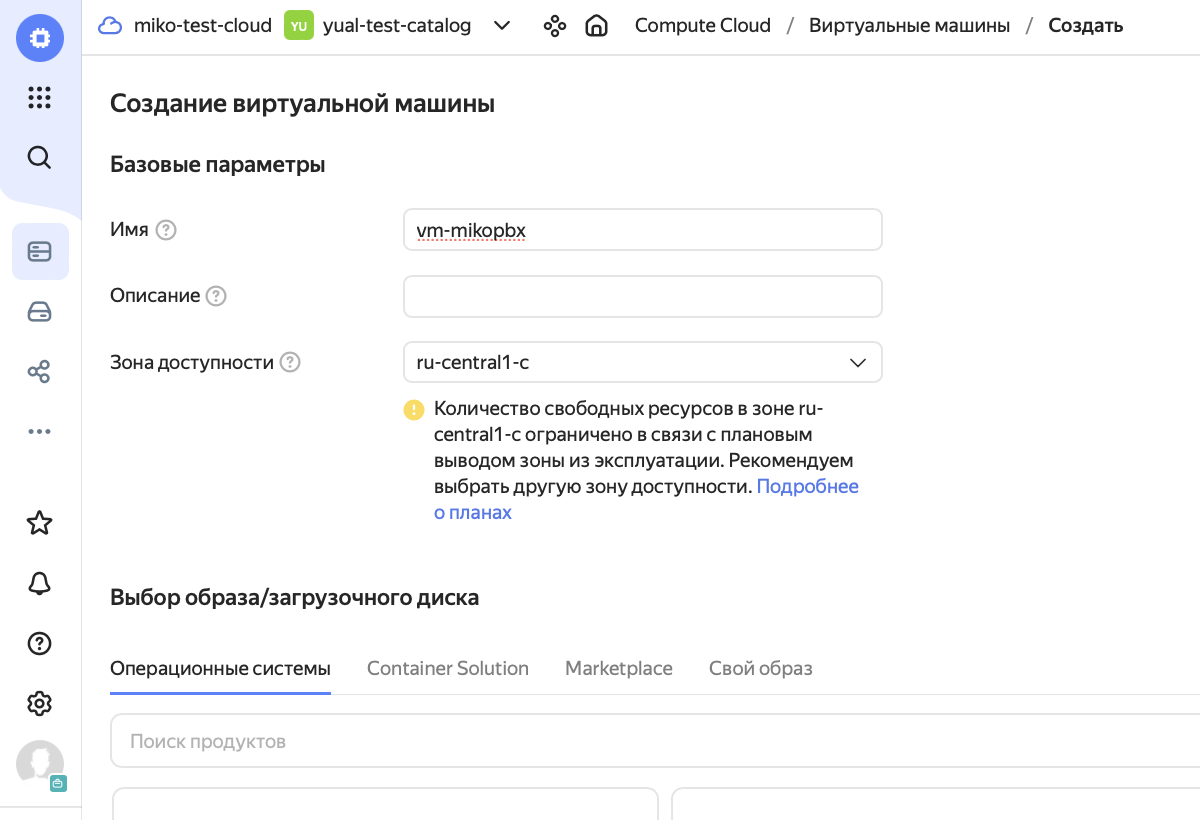 miko-test-cloud YU yual-test-catalog Compute Cloud / Виртуальные машины / Создать
Создание виртуальной машины
Базовые параметры
Имя ?
vm-mikopbx
Описание ?
Зона доступности ?
ru-central1-c
Количество свободных ресурсов в зоне ru-
central1-c ограничено в связи с плановым
выводом зоны из эксплуатации. Рекомендуем
выбрать другую зону доступности. Подробнее
о планах
Выбор образа/загрузочного диска
Операционные системы Container Solution Marketplace Свой образ
Поиск продуктов